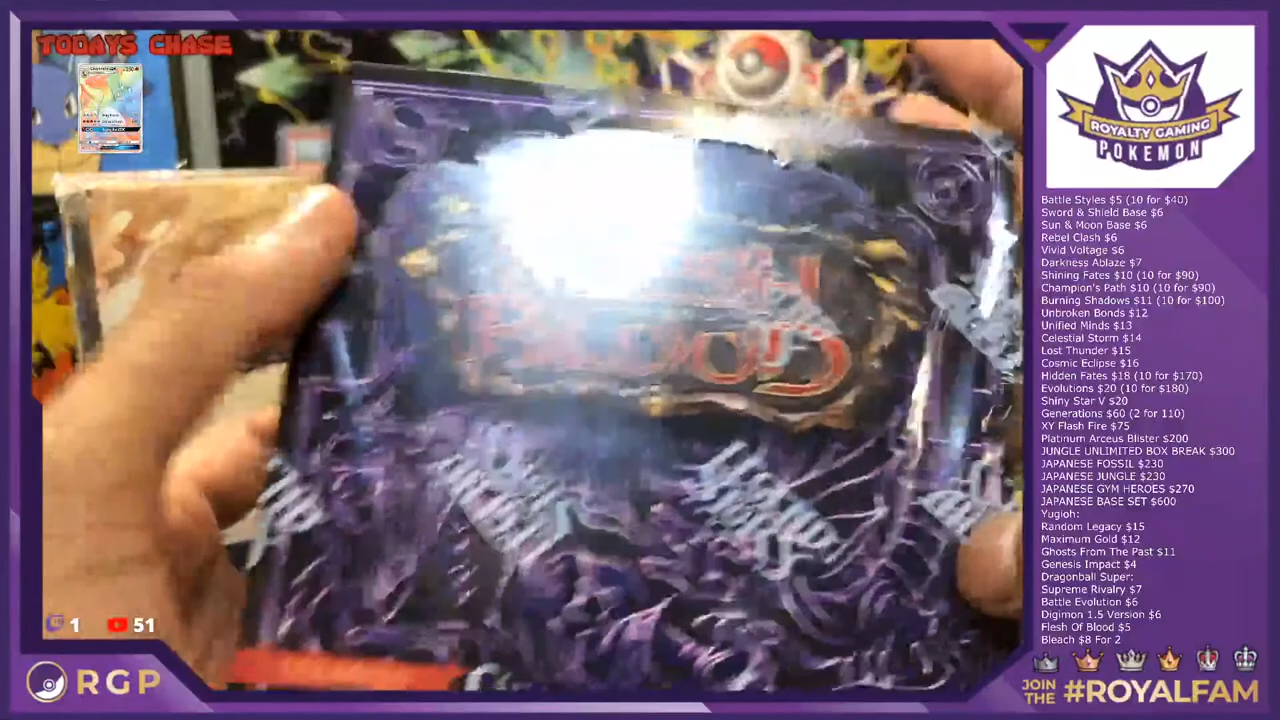 TODAYS CHASE
ROYALTY GAMING
POKEMON
Battle Styles $5 (10 for $40)
Sword & Shield Base $6
Sun & Moon Base $6
Rebel Clash $6
Vivid Voltage $6
Darkness Ablaze $7
Shining Fates $10 (10 for $90)
Champion's Path $10 (10 for $90)
Burning Shadows $11 (10 for $100)
Unbroken Bonds $12
Unified Minds $13
Celestial Storm $14
Lost Thunder $15
Cosmic Eclipse $16
Hidden Fates $18 (10 for $170)
Evolutions $20 (10 for $180)
Shiny Star V $20
Generations $60 (2 for 110)
XY Flash Fire $75
Platinum Arceus Blister $200
JUNGLE UNLIMITED BOX BREAK $300
JAPANESE FOSSIL $230
JAPANESE JUNGLE $230
JAPANESE GYM HEROES $270
JAPANESE BASE SET $600
Yugioh:
Random Legacy $15
Maximum Gold $12
Ghosts From The Past $11
Genesis Impact $4
Dragonball Super:
Supreme Rivalry $7
Battle Evolution $6
Digimon 1.5 Version $6
Flesh Of Blood $5
Bleach $8 For 2
1
51
RGP
JOIN
THE
#ROYALFAM